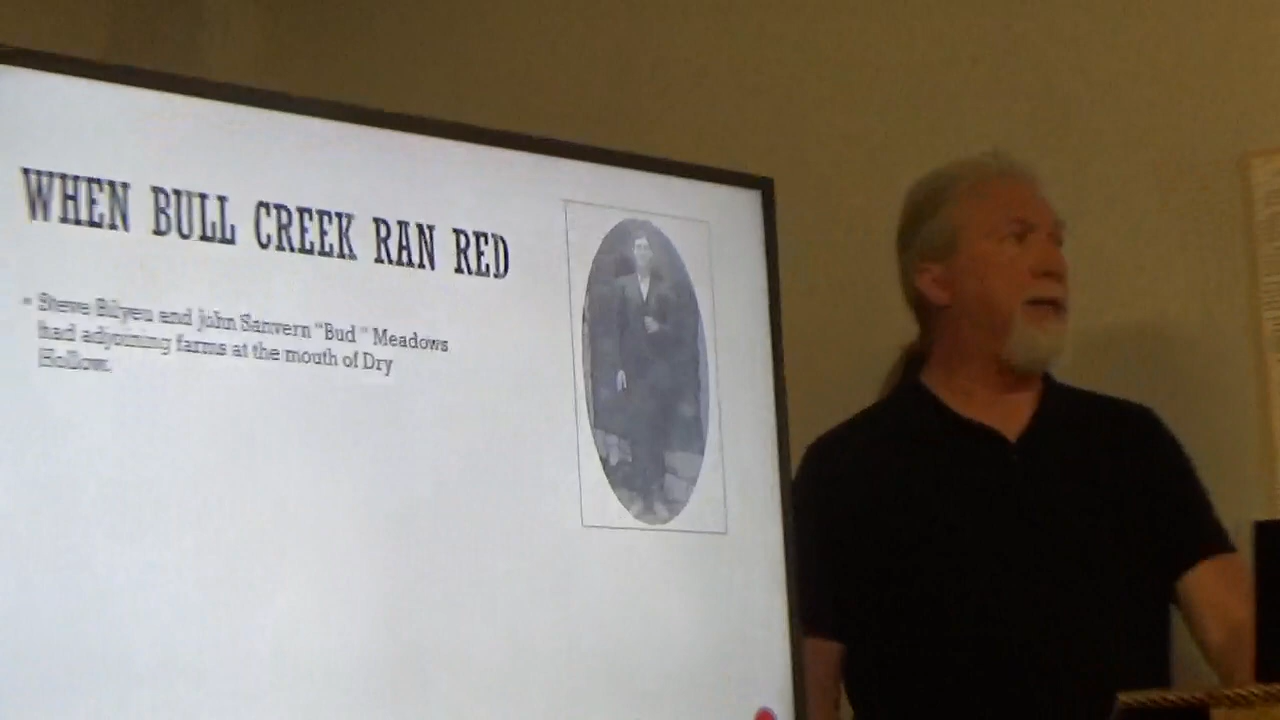 WHEN BULL CREEK RAN RED
▪ Steve Bilyeu and John Sanvern "Bud " Meadows
had adjoining farms at the mouth of Dry
Hollow.